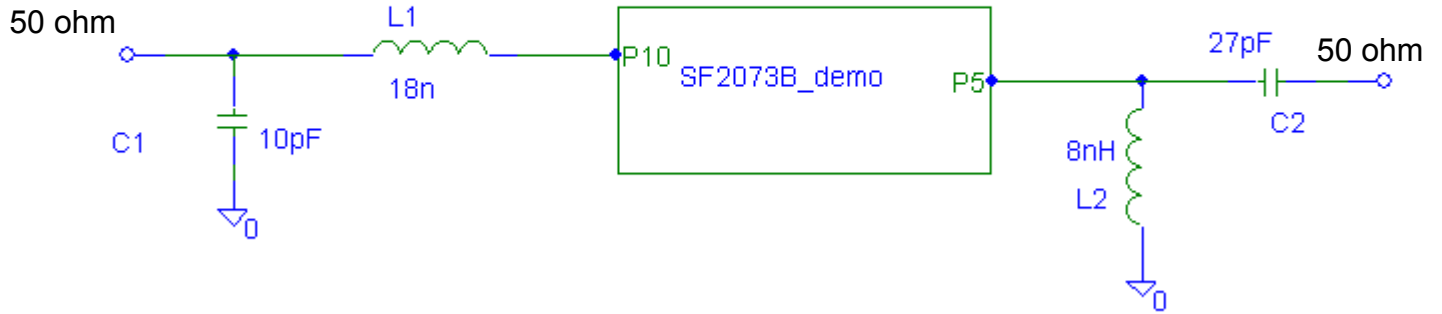 50 ohm
L1
18n
C1
10pF
0
P10
SF2073B_demo
P5
27pF
50 ohm
C2
8nH
L2
0